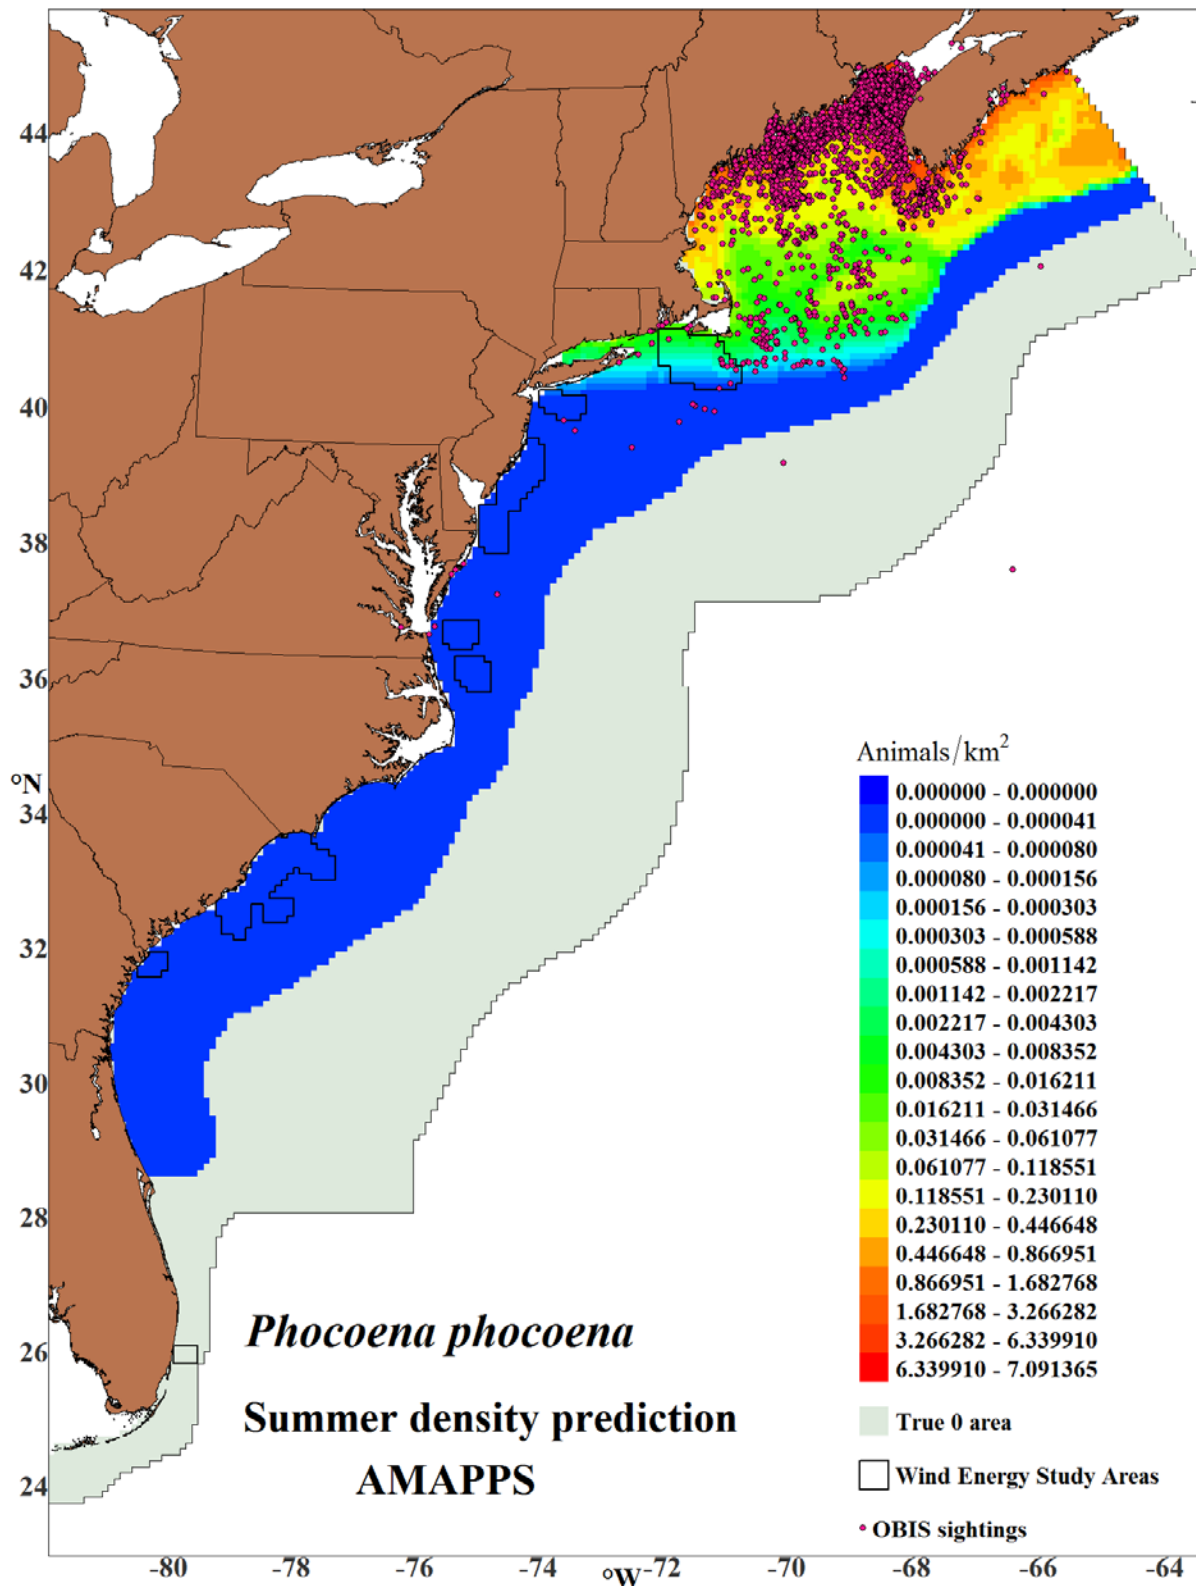 44
42
40
38
36
°N
34
32
30
28
26
24
Animals/km²
0.000000 - 0.000000
0.000000 - 0.000041
0.000041 - 0.000080
0.000080 - 0.000156
0.000156 - 0.000303
0.000303 - 0.000588
0.000588 - 0.001142
0.001142 - 0.002217
0.002217 - 0.004303
0.004303 - 0.008352
0.008352 - 0.016211
0.016211 - 0.031466
0.031466 - 0.061077
0.061077 - 0.118551
0.118551 - 0.230110
0.230110 - 0.446648
0.446648 - 0.866951
0.866951 - 1.682768
1.682768 - 3.266282
3.266282 - 6.339910
6.339910 - 7.091365
True 0 area
Wind Energy Study Areas
OBIS sightings
Phocoena phocoena
Summer density prediction
AMAPPS
-80 -78 -76 -74 °W -72 -70 -68 -66 -64